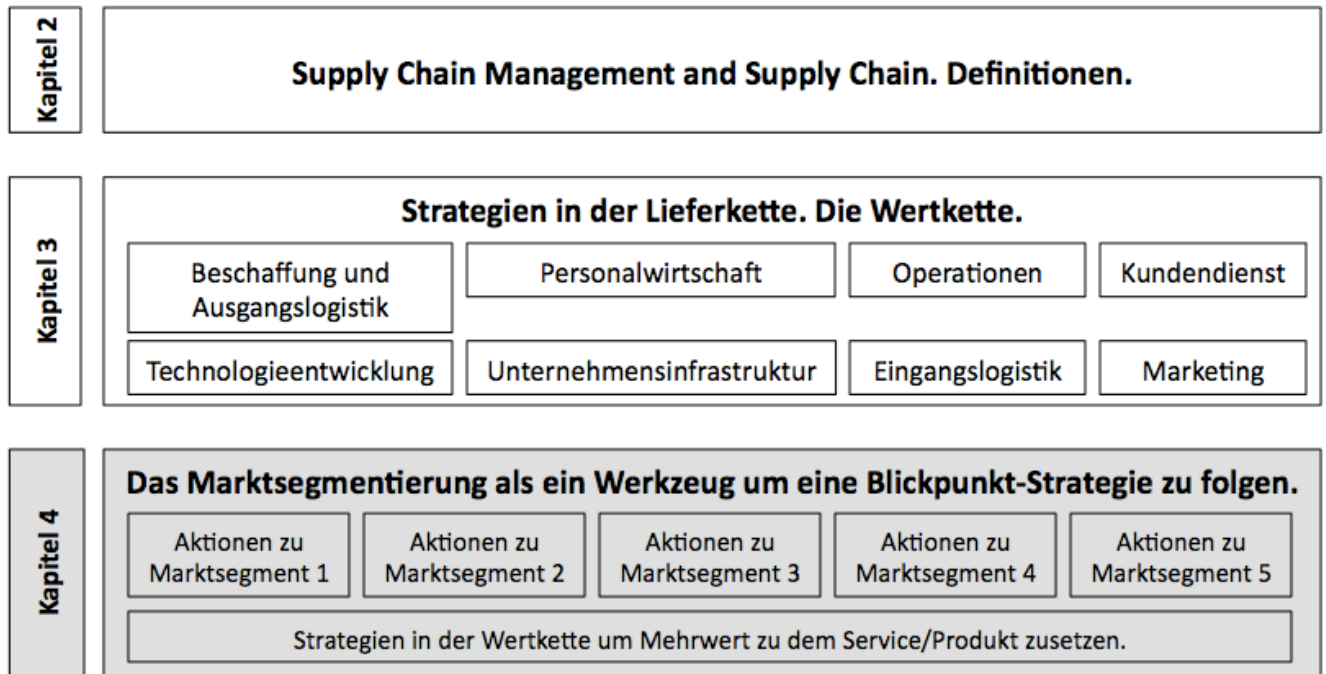 Kapitel 2
Supply Chain Management and Supply Chain. Definitionen.
Kapitel 3
Strategien in der Lieferkette. Die Wertkette.
Beschaffung und
Ausgangslogistik
Personalwirtschaft
Operationen
Kundendienst
Technologieentwicklung
Unternehmensinfrastruktur
Eingangslogistik
Marketing
Kapitel 4
Das Marktsegmentierung als ein Werkzeug um eine Blickpunkt-Strategie zu folgen.
Aktionen zu
Marktsegment 1
Aktionen zu
Marktsegment 2
Aktionen zu
Marktsegment 3
Aktionen zu
Marktsegment 4
Aktionen zu
Marktsegment 5
Strategien in der Wertkette um Mehrwert zu dem Service/Produkt zusetzen.